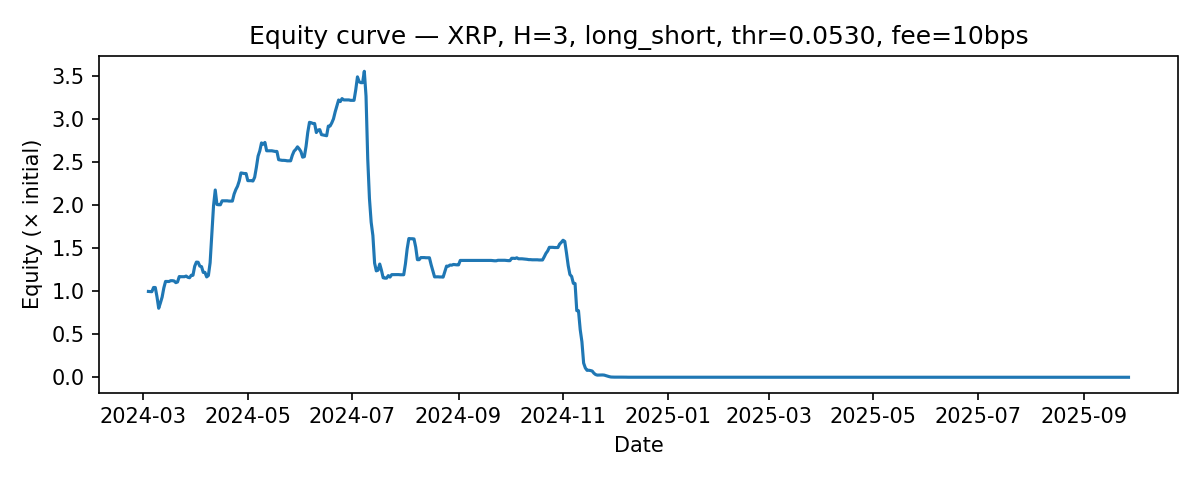 Equity curve — XRP, H=3, long_short, thr=0.0530, fee=10bps
Equity (× initial)
3.5
3.0
2.5
2.0
1.5
1.0
0.5
0.0
2024-03 2024-05 2024-07 2024-09 2024-11 2025-01 2025-03 2025-05 2025-07 2025-09
Date